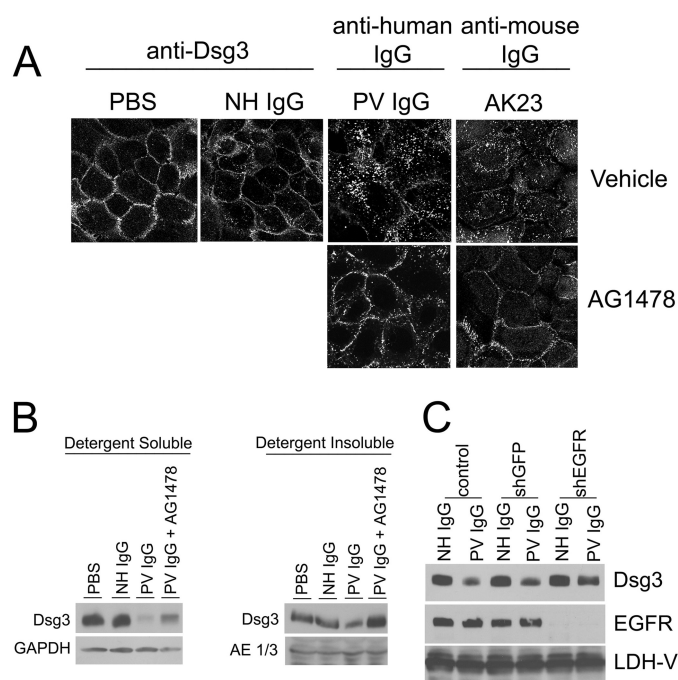 A
anti-Dsg3
anti-human IgG
anti-mouse IgG
PBS
NH IgG
PV IgG
AK23
Vehicle
AG1478
B
Detergent Soluble
PBS
NH IgG
PV IgG
PV IgG + AG1478
Dsg3
GAPDH
Detergent Insoluble
PBS
NH IgG
PV IgG
PV IgG + AG1478
Dsg3
AE 1/3
C
control
shGFP
shEGFR
NH IgG
PV IgG
NH IgG
PV IgG
NH IgG
PV IgG
Dsg3
EGFR
LDH-V